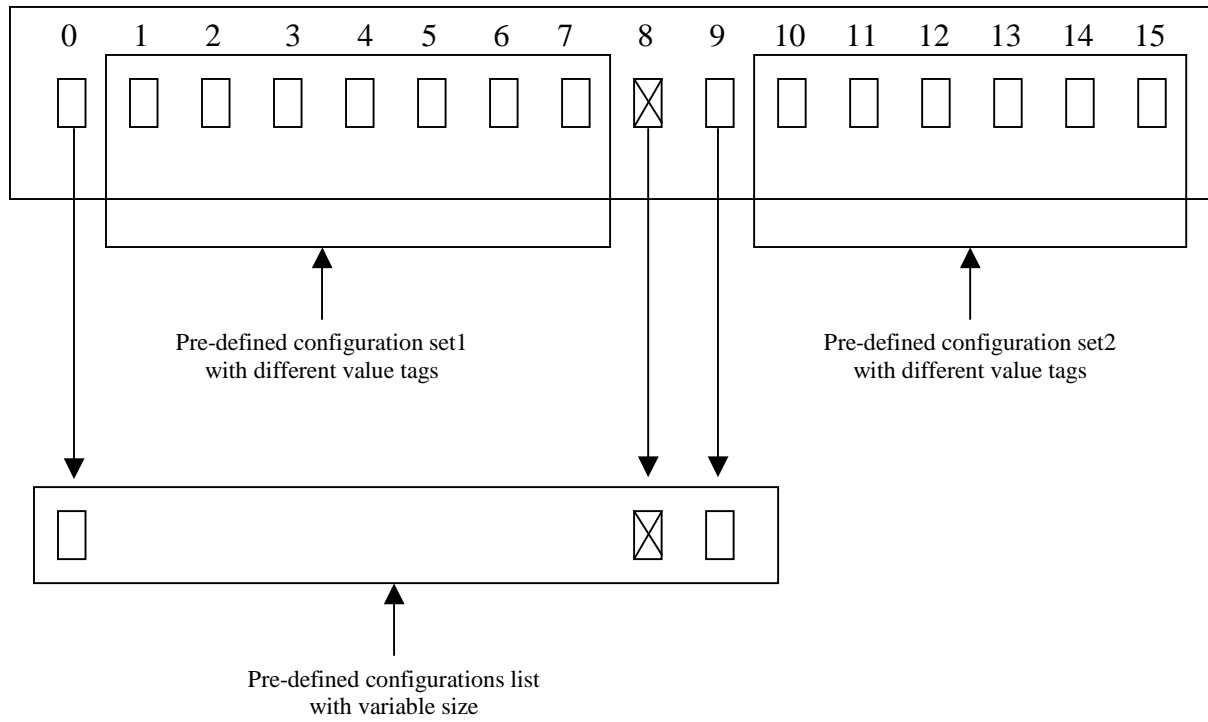 0 1 2 3 4 5 6 7 8 9 10 11 12 13 14 15
Pre-defined configuration set1
with different value tags
Pre-defined configuration set2
with different value tags
Pre-defined configurations list
with variable size